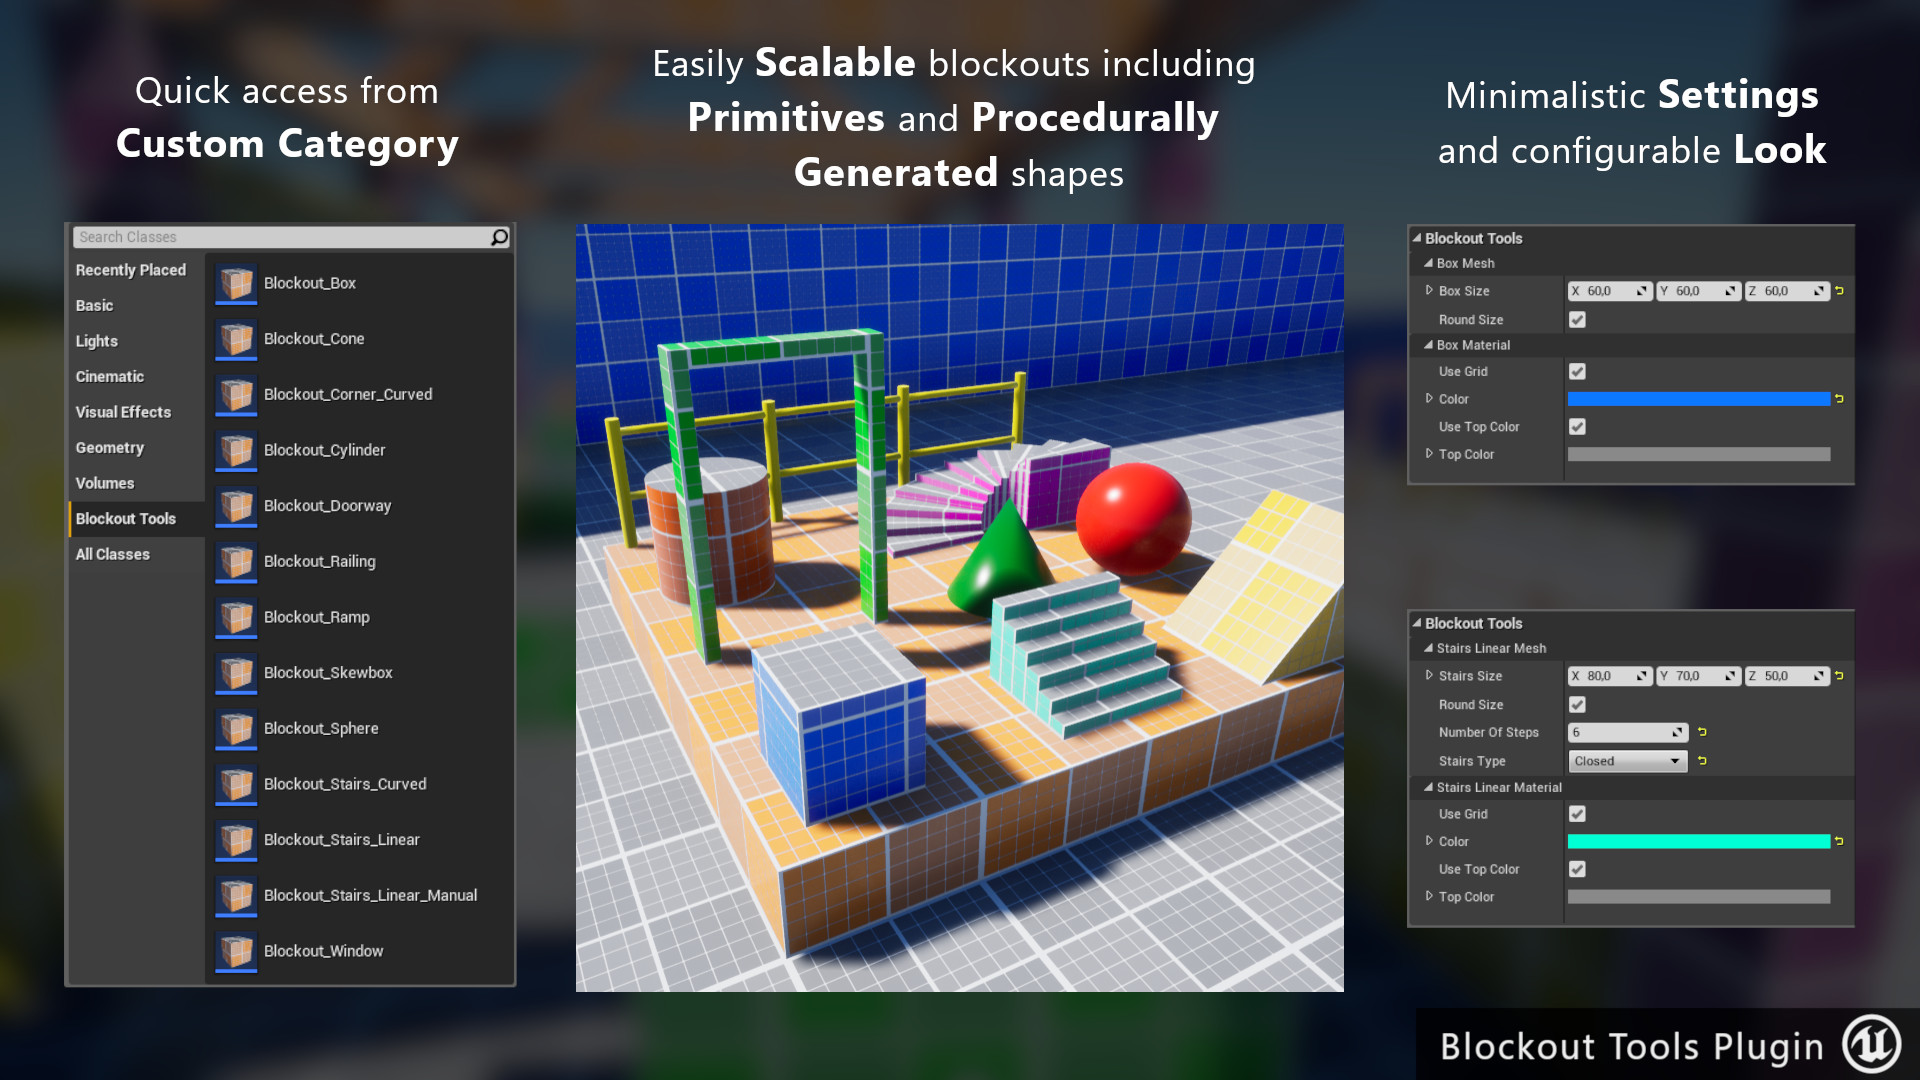 Quick access from
Custom Category
Easily Scalable blockouts including
Primitives and Procedurally
Generated shapes
Minimalistic Settings
and configurable Look
Search Classes
Recently Placed
Basic
Lights
Cinematic
Visual Effects
Geometry
Volumes
Blockout Tools
All Classes
Blockout_Box
Blockout_Cone
Blockout_Corner_Curved
Blockout_Cylinder
Blockout_Doorway
Blockout_Railing
Blockout_Ramp
Blockout_Skewbox
Blockout_Sphere
Blockout_Stairs_Curved
Blockout_Stairs_Linear
Blockout_Stairs_Linear_Manual
Blockout_Window
Blockout Tools
Box Mesh
Box Size X 60,0 Y 60,0 Z 60,0
Round Size
Box Material
Use Grid
Color
Use Top Color
Top Color
Blockout Tools
Stairs Linear Mesh
Stairs Size X 80,0 Y 70,0 Z 50,0
Round Size
Number Of Steps 6
Stairs Type Closed
Stairs Linear Material
Use Grid
Color
Use Top Color
Top Color
Blockout Tools Plugin